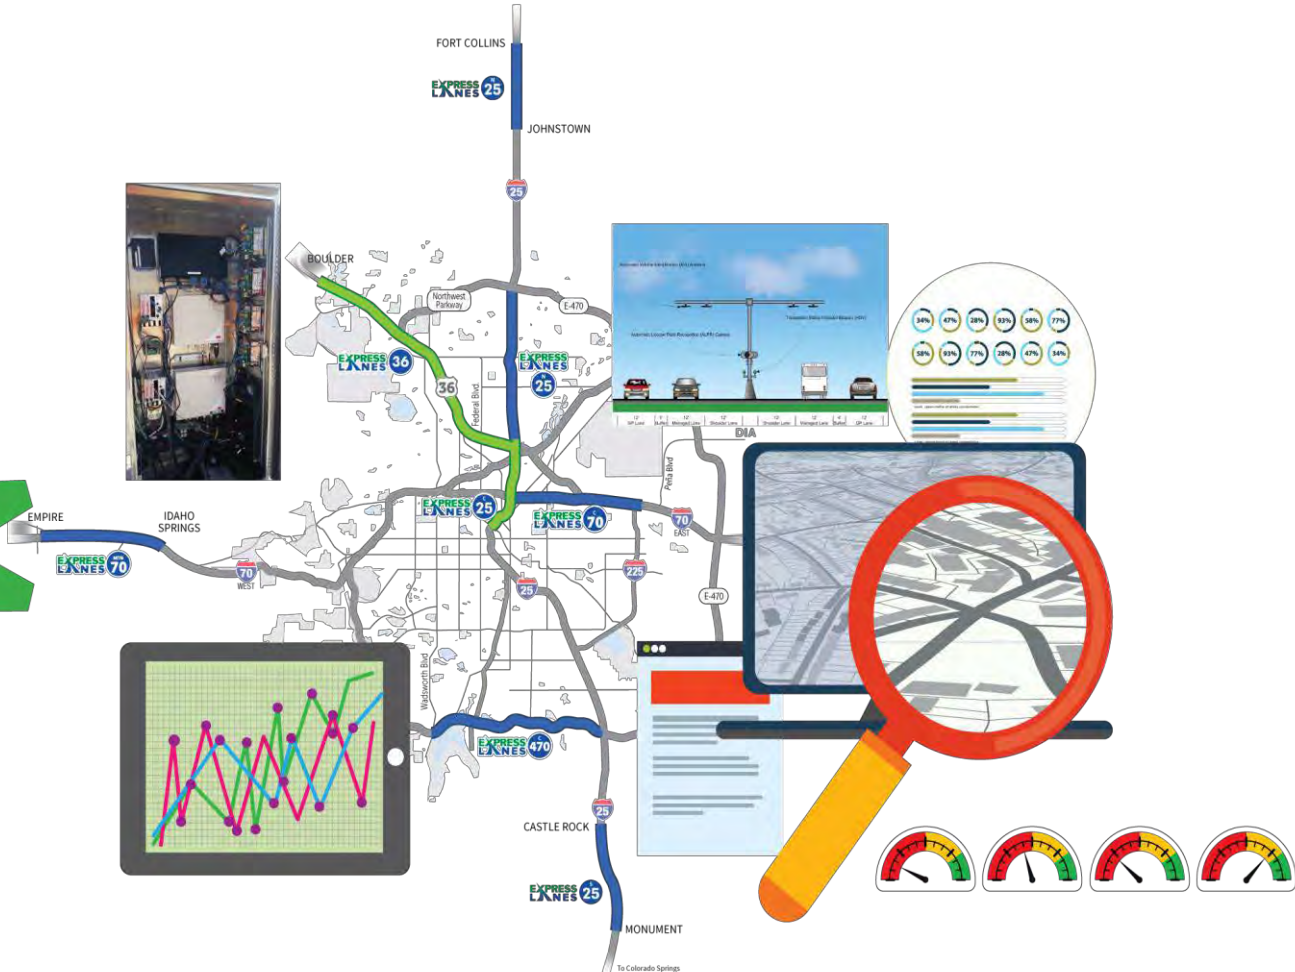 FORT COLLINS
EXPRESS
LANES
N
25
JOHNSTOWN
25
BOULDER
Northwest
Parkway
E-470
EXPRESS
LANES
36
EXPRESS
LANES
N
25
36
Federal Blvd.
DIA
Peña Blvd
34% 47% 28% 93% 58% 77%
58% 93% 77% 28% 47% 34%
EXPRESS
LANES
C
25
EXPRESS
LANES
C
70
70
EAST
EMPIRE
IDAHO
SPRINGS
EXPRESS
LANES
MTN
70
70
WEST
25
225
E-470
Wadsworth Blvd
EXPRESS
LANES
C
470
25
CASTLE ROCK
EXPRESS
LANES
S
25
MONUMENT
To Colorado Springs